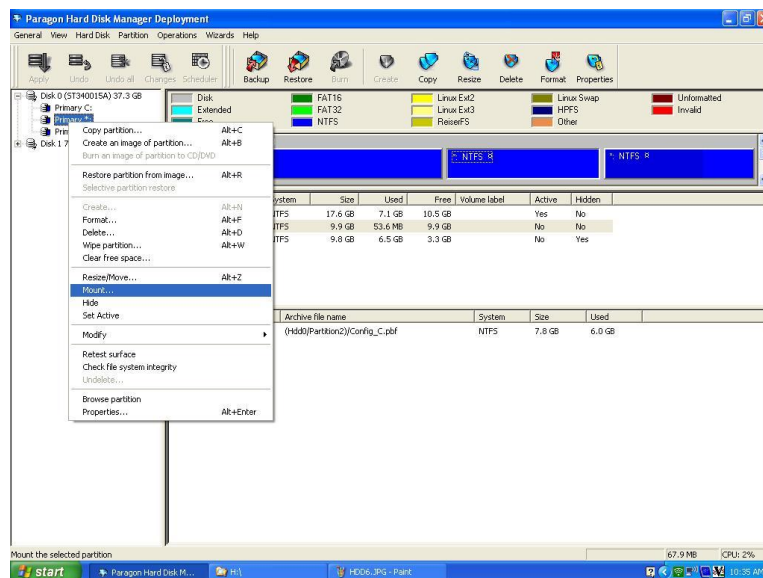 Paragon Hard Disk Manager Deployment
General View Hard Disk Partition Operations Wizards Help
Apply Undo Undo all Changes Scheduler Backup Restore Burn Create Copy Resize Delete Format Properties
Disk 0 (ST340015A) 37.3 GB
Primary C:
Primary *:
Prim
Disk 1 7
Disk FAT16 Linux Ext2 Linux Swap Unformatted
Extended FAT32 Linux Ext3 HPFS Invalid
Free NTFS ReiserFS Other
*: NTFS *: NTFS
Copy partition... Alt+C
Create an image of partition... Alt+B
Burn an image of partition to CD/DVD
Restore partition from image... Alt+R
Selective partition restore
Create... Alt+N
Format... Alt+F
Delete... Alt+D
Wipe partition... Alt+W
Clear free space...
Resize/Move... Alt+Z
Mount...
Hide
Set Active
Modify
Retest surface
Check file system integrity
Undelete...
Browse partition
Properties... Alt+Enter
ystem Size Used Free Volume label Active Hidden
NTFS 17.6 GB 7.1 GB 10.5 GB Yes No
NTFS 9.9 GB 53.6 MB 9.9 GB No No
NTFS 9.8 GB 6.5 GB 3.3 GB No Yes
Archive file name System Size Used
(Hdd0/Partition2)/Config_C.pbf NTFS 7.8 GB 6.0 GB
Mount the selected partition 67.9 MB CPU: 2%
start Paragon Hard Disk M... H:\ HDD6.JPG - Paint 10:35 AM